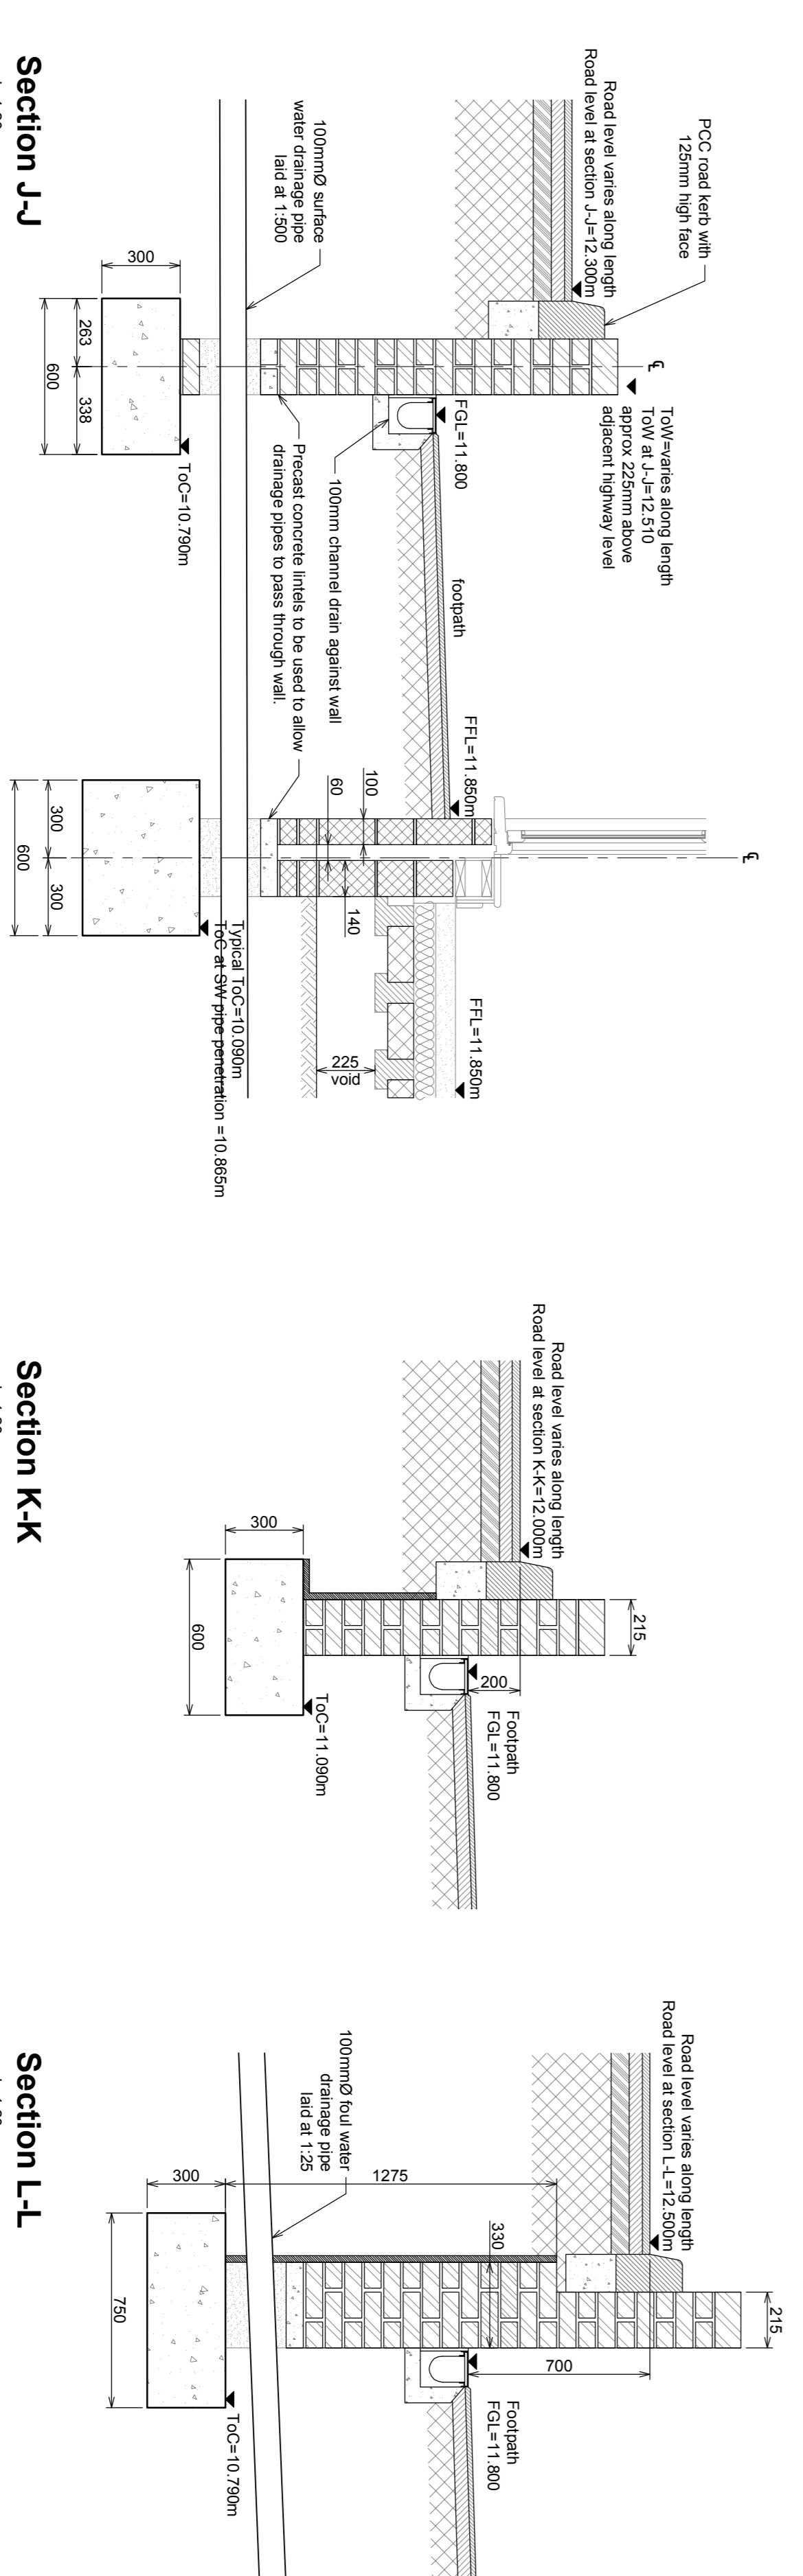 PCC road kerb with
125mm high face
Road level varies along length
Road level at section J-J=12.300m
℄
ToW=varies along length
ToW at J-J=12.510
approx 225mm above
adjacent highway level
FGL=11.800
footpath
FFL=11.850m
℄
FFL=11.850m
100mmØ surface
water drainage pipe
laid at 1:500
100mm channel drain against wall
Precast concrete lintels to be used to allow
drainage pipes to pass through wall.
100
60
140
225
void
300
263
338
600
ToC=10.790m
Typical ToC=10.090m
ToC at SW pipe penetration =10.865m
300
300
600
Section J-J
Road level varies along length
Road level at section K-K=12.000m
215
200
Footpath
FGL=11.800
300
600
ToC=11.090m
Section K-K
Road level varies along length
Road level at section L-L=12.500m
215
700
330
1275
Footpath
FGL=11.800
100mmØ foul water
drainage pipe
laid at 1:25
300
750
ToC=10.790m
Section L-L